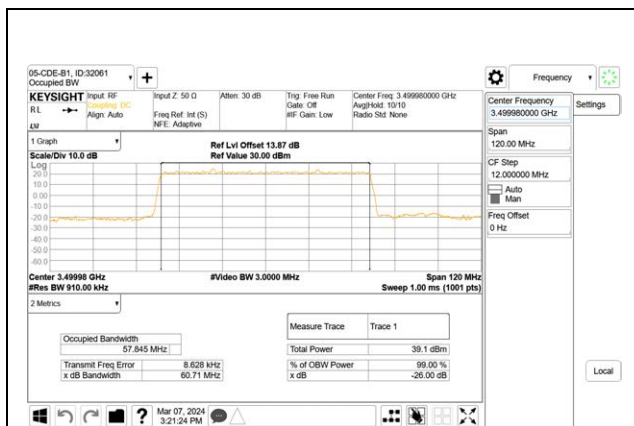 05-CDE-B1, ID:32061
Occupied BW
Frequency
KEYSIGHT
RL
Input: RF
Coupling: DC
Align: Auto
Input Z: 50 Ω
Freq Ref: Int (S)
NFE: Adaptive
Atten: 30 dB
Trig: Free Run
Gate: Off
#IF Gain: Low
Center Freq: 3.499980000 GHz
Avg|Hold: 10/10
Radio Std: None
Center Frequency
3.499980000 GHz
Settings
Span
120.00 MHz
CF Step
12.000000 MHz
Auto
Man
Freq Offset
0 Hz
1 Graph
Scale/Div 10.0 dB
Ref Lvl Offset 13.87 dB
Ref Value 30.00 dBm
Log
20.0
10.0
0.00
-10.0
-20.0
-30.0
-40.0
-50.0
-60.0
Center 3.49998 GHz
#Res BW 910.00 kHz
#Video BW 3.0000 MHz
Span 120 MHz
Sweep 1.00 ms (1001 pts)
2 Metrics
Measure Trace
Trace 1
Occupied Bandwidth
57.845 MHz
Total Power
39.1 dBm
Transmit Freq Error
8.628 kHz
% of OBW Power
99.00 %
x dB Bandwidth
60.71 MHz
x dB
-26.00 dB
Local
Mar 07, 2024
3:21:24 PM